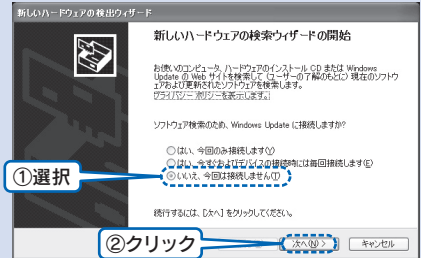 新しいハードウェアの検出ウィザード
新しいハードウェアの検索ウィザードの開始
お使いのコンピュータ、ハードウェアのインストール CD または Windows
Update の Web サイトを検索して (ユーザーの了解のもとに) 現在のソフトウ
ェアおよび更新されたソフトウェアを検索します。
プライバシー ポリシーを表示します。
ソフトウェア検索のため、Windows Update に接続しますか?
はい、今回のみ接続します(Y)
はい、今すぐおよびデバイスの接続時には毎回接続します(E)
いいえ、今回は接続しません(T)
①選択
続行するには、[次へ] をクリックしてください。
②クリック
次へ(N) >
キャンセル